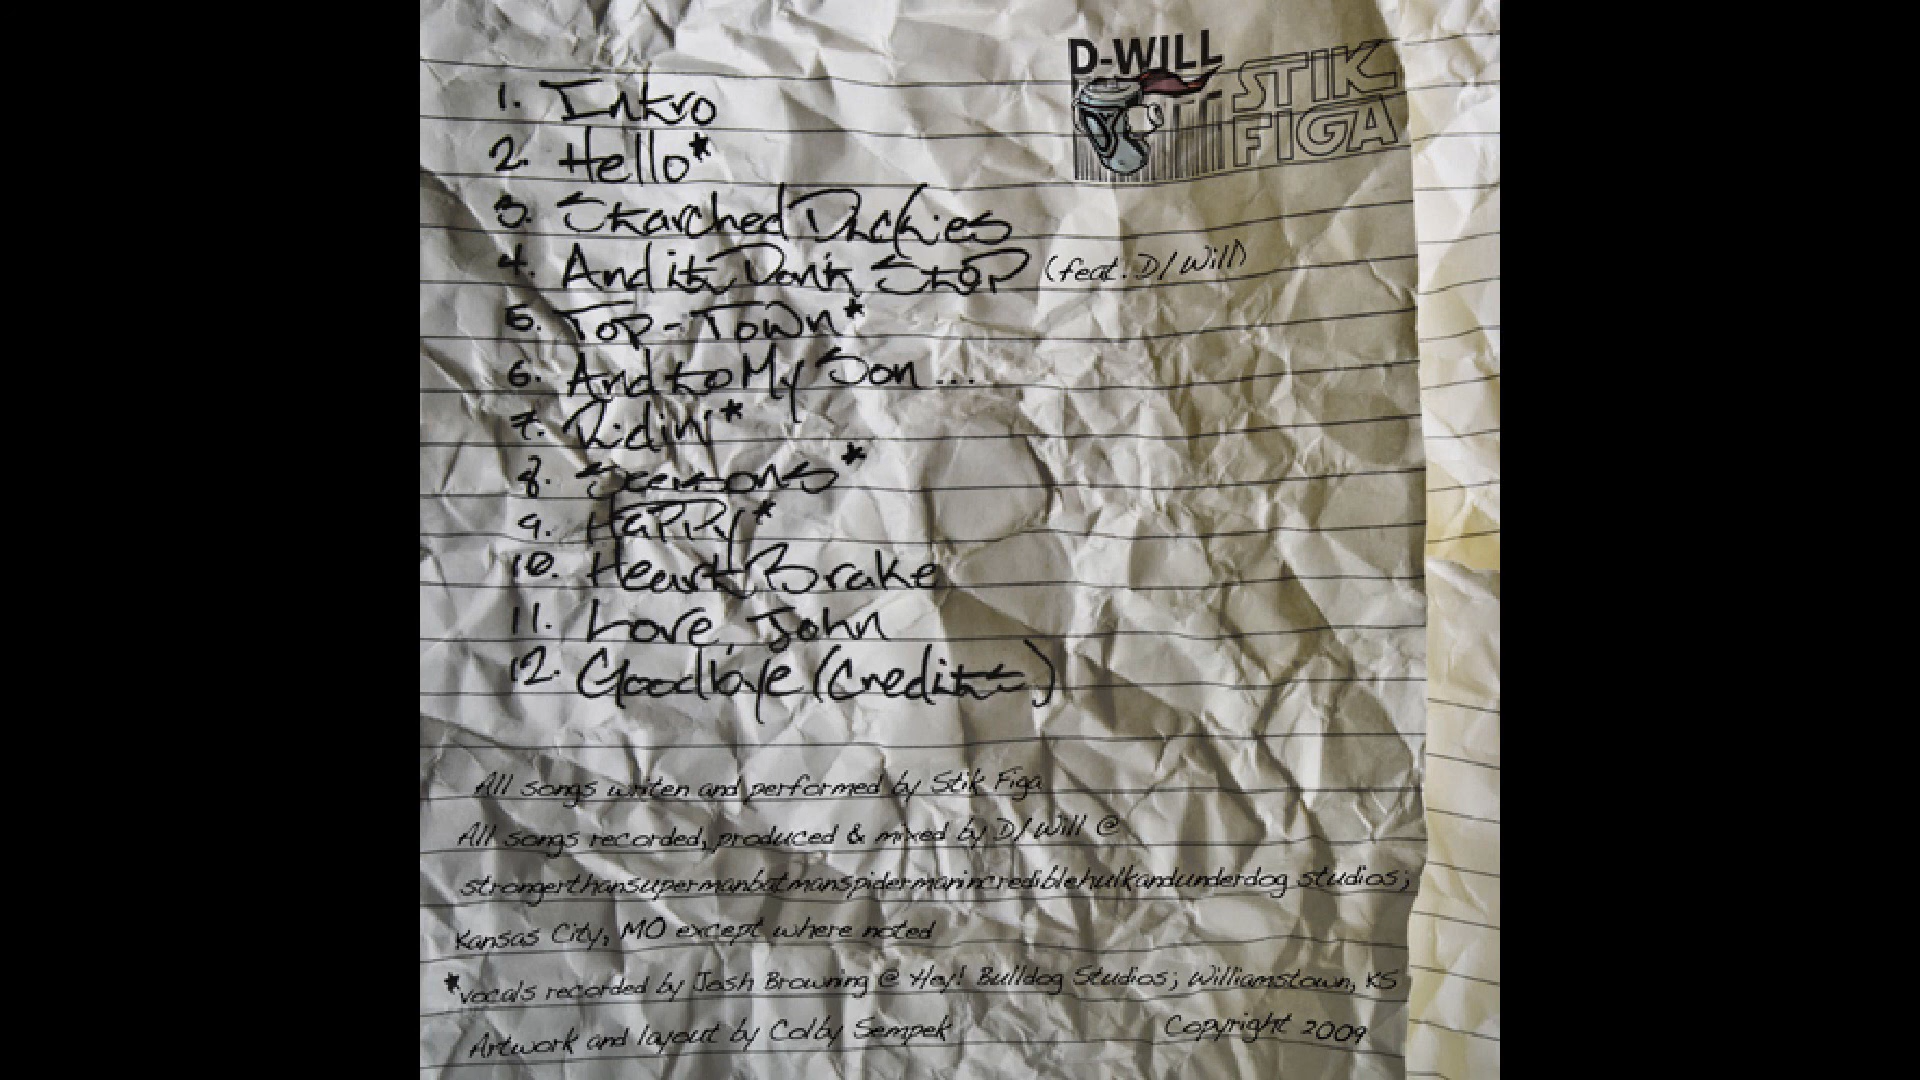 D-WILL
STIK
FIGA
1. Intro
2. Hello*
3. Starched Dickies
4. And it Don't Stop (feat. D/Will)
5. Top-Town*
6. And to My Son ...
7. Ridin'*
8. Seasons*
9. Happy*
10. Heart Brake
11. Love, John
12. Goodbye (Credits)
All songs writen and performed by Stik Figa
All songs recorded, produced & mixed by D/Will @
strongerthansupermanbatmanspidermanincrediblehulkandunderdog studios;
Kansas City, MO except where noted
*vocals recorded by Josh Browning @ Hey! Bulldog Studios; Williamstown, KS
Artwork and layout by Colby Sempek
Copyright 2009